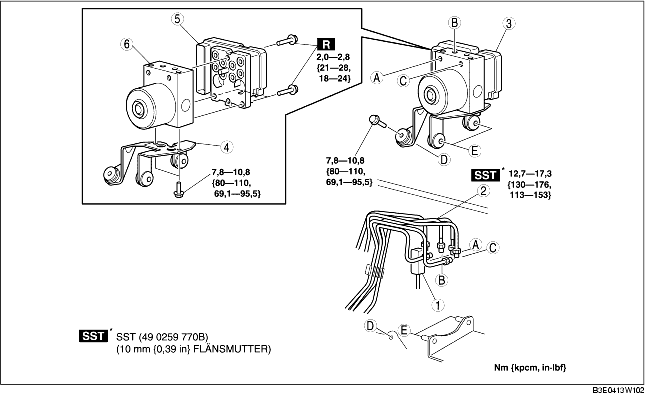 5
6
R
2,0—2,8
{21—28,
18—24}
4
7,8—10,8
{80—110,
69,1—95,5}
B
3
A
C
D
E
7,8—10,8
{80—110,
69,1—95,5}
SST * 12,7—17,3
{130—176,
113—153}
2
A
C
B
1
D
E
SST * SST (49 0259 770B)
(10 mm {0,39 in} FLÄNSMUTTER)
Nm {kpcm, in-lbf}
B3E0413W102